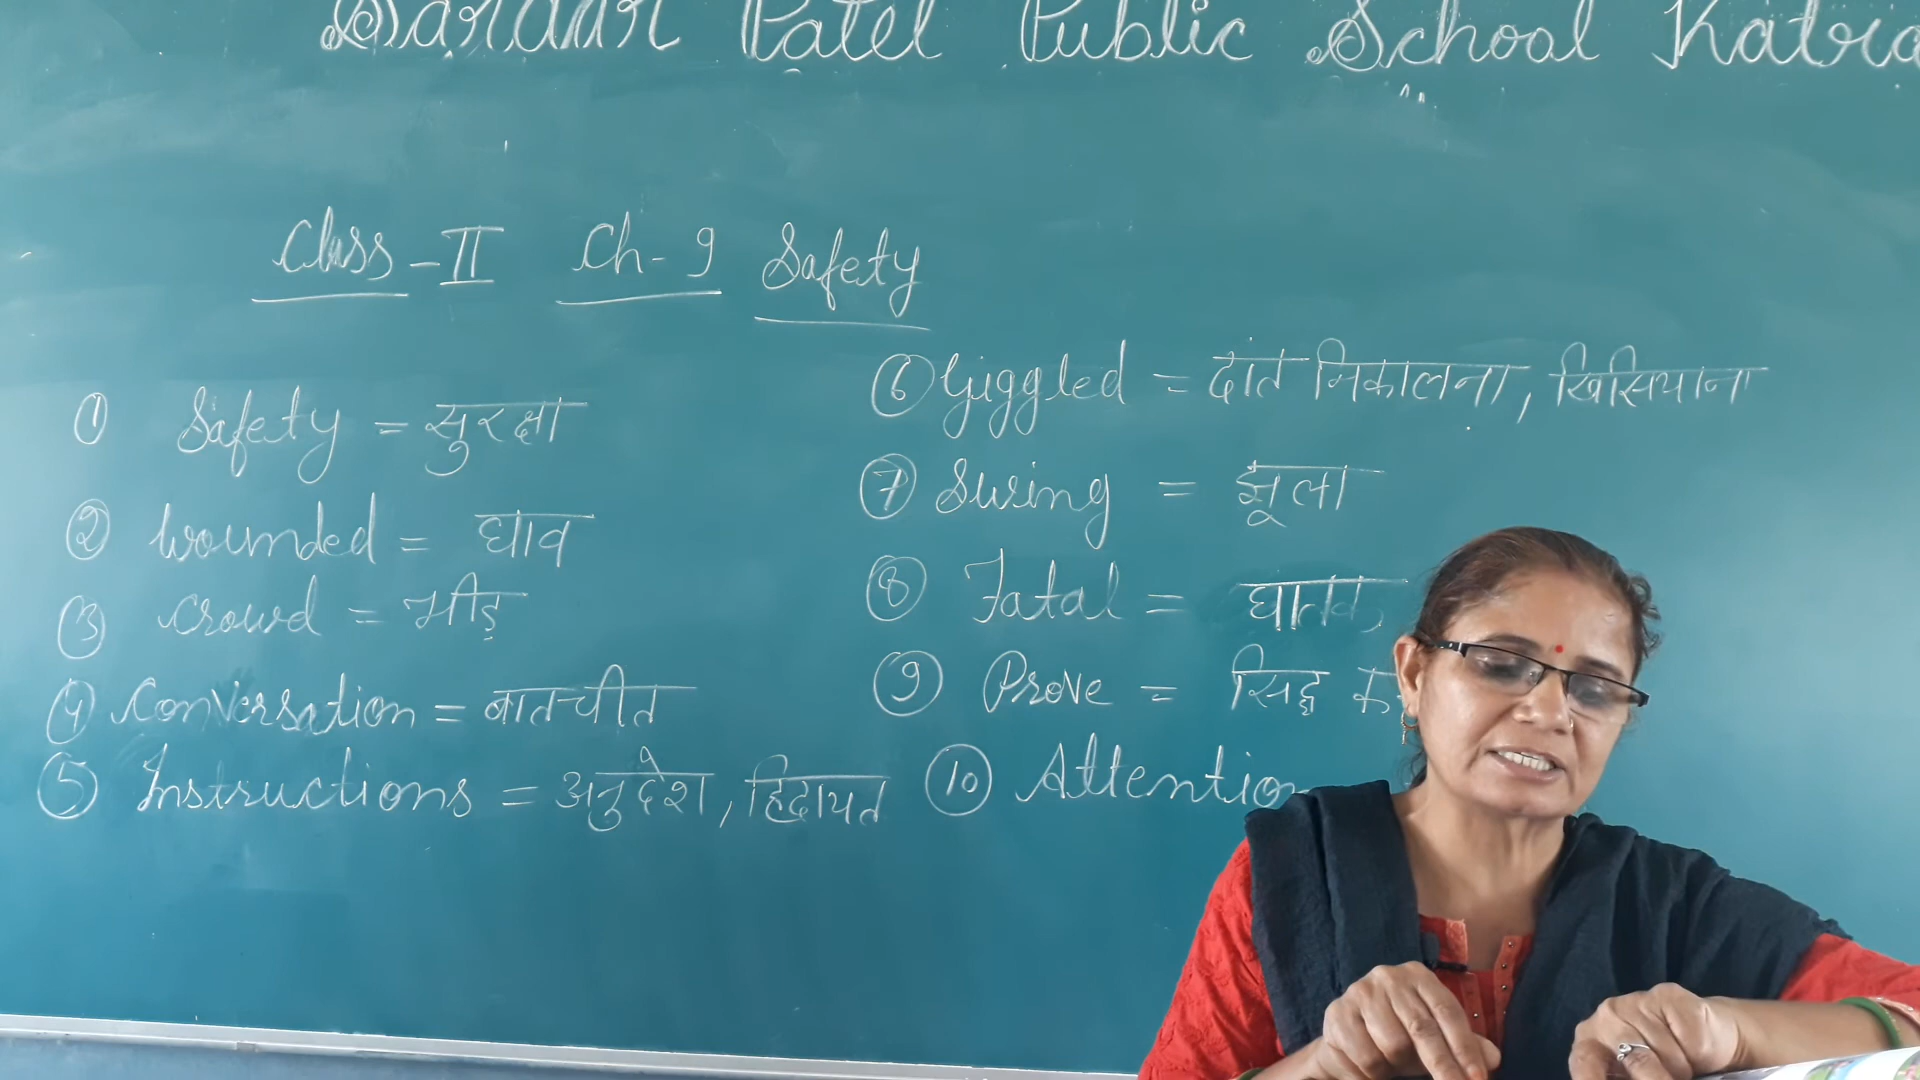 Sardar Patel Public School Katra
Class - II Ch - 9 Safety
① Safety = सुरक्षा
② Wounded = घाव
③ Crowd = भीड़
④ Conversation = बातचीत
⑤ Instructions = अनुदेश, हिदायत
⑥ Giggled = दांत निकालना, खिसियाना
⑦ Swing = झूला
⑧ Fatal = घातक
⑨ Prove = सिद्ध
⑩ Attention